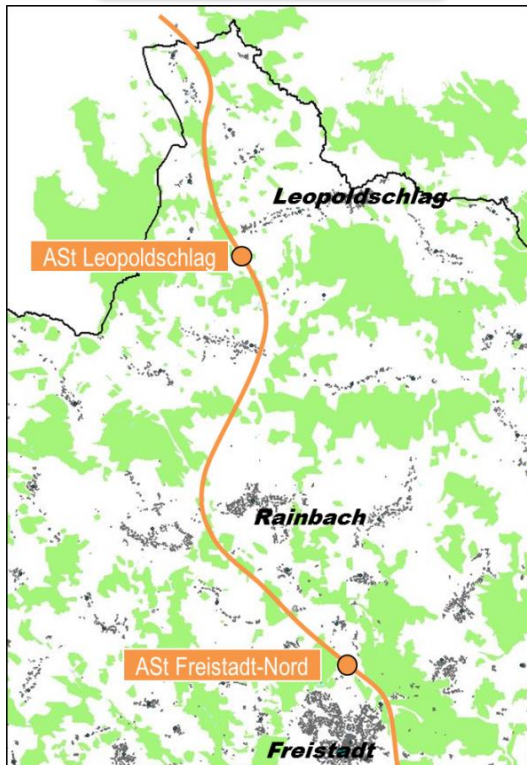 Leopoldschlag
ASt Leopoldschlag
Rainbach
ASt Freistadt-Nord
Freistadt